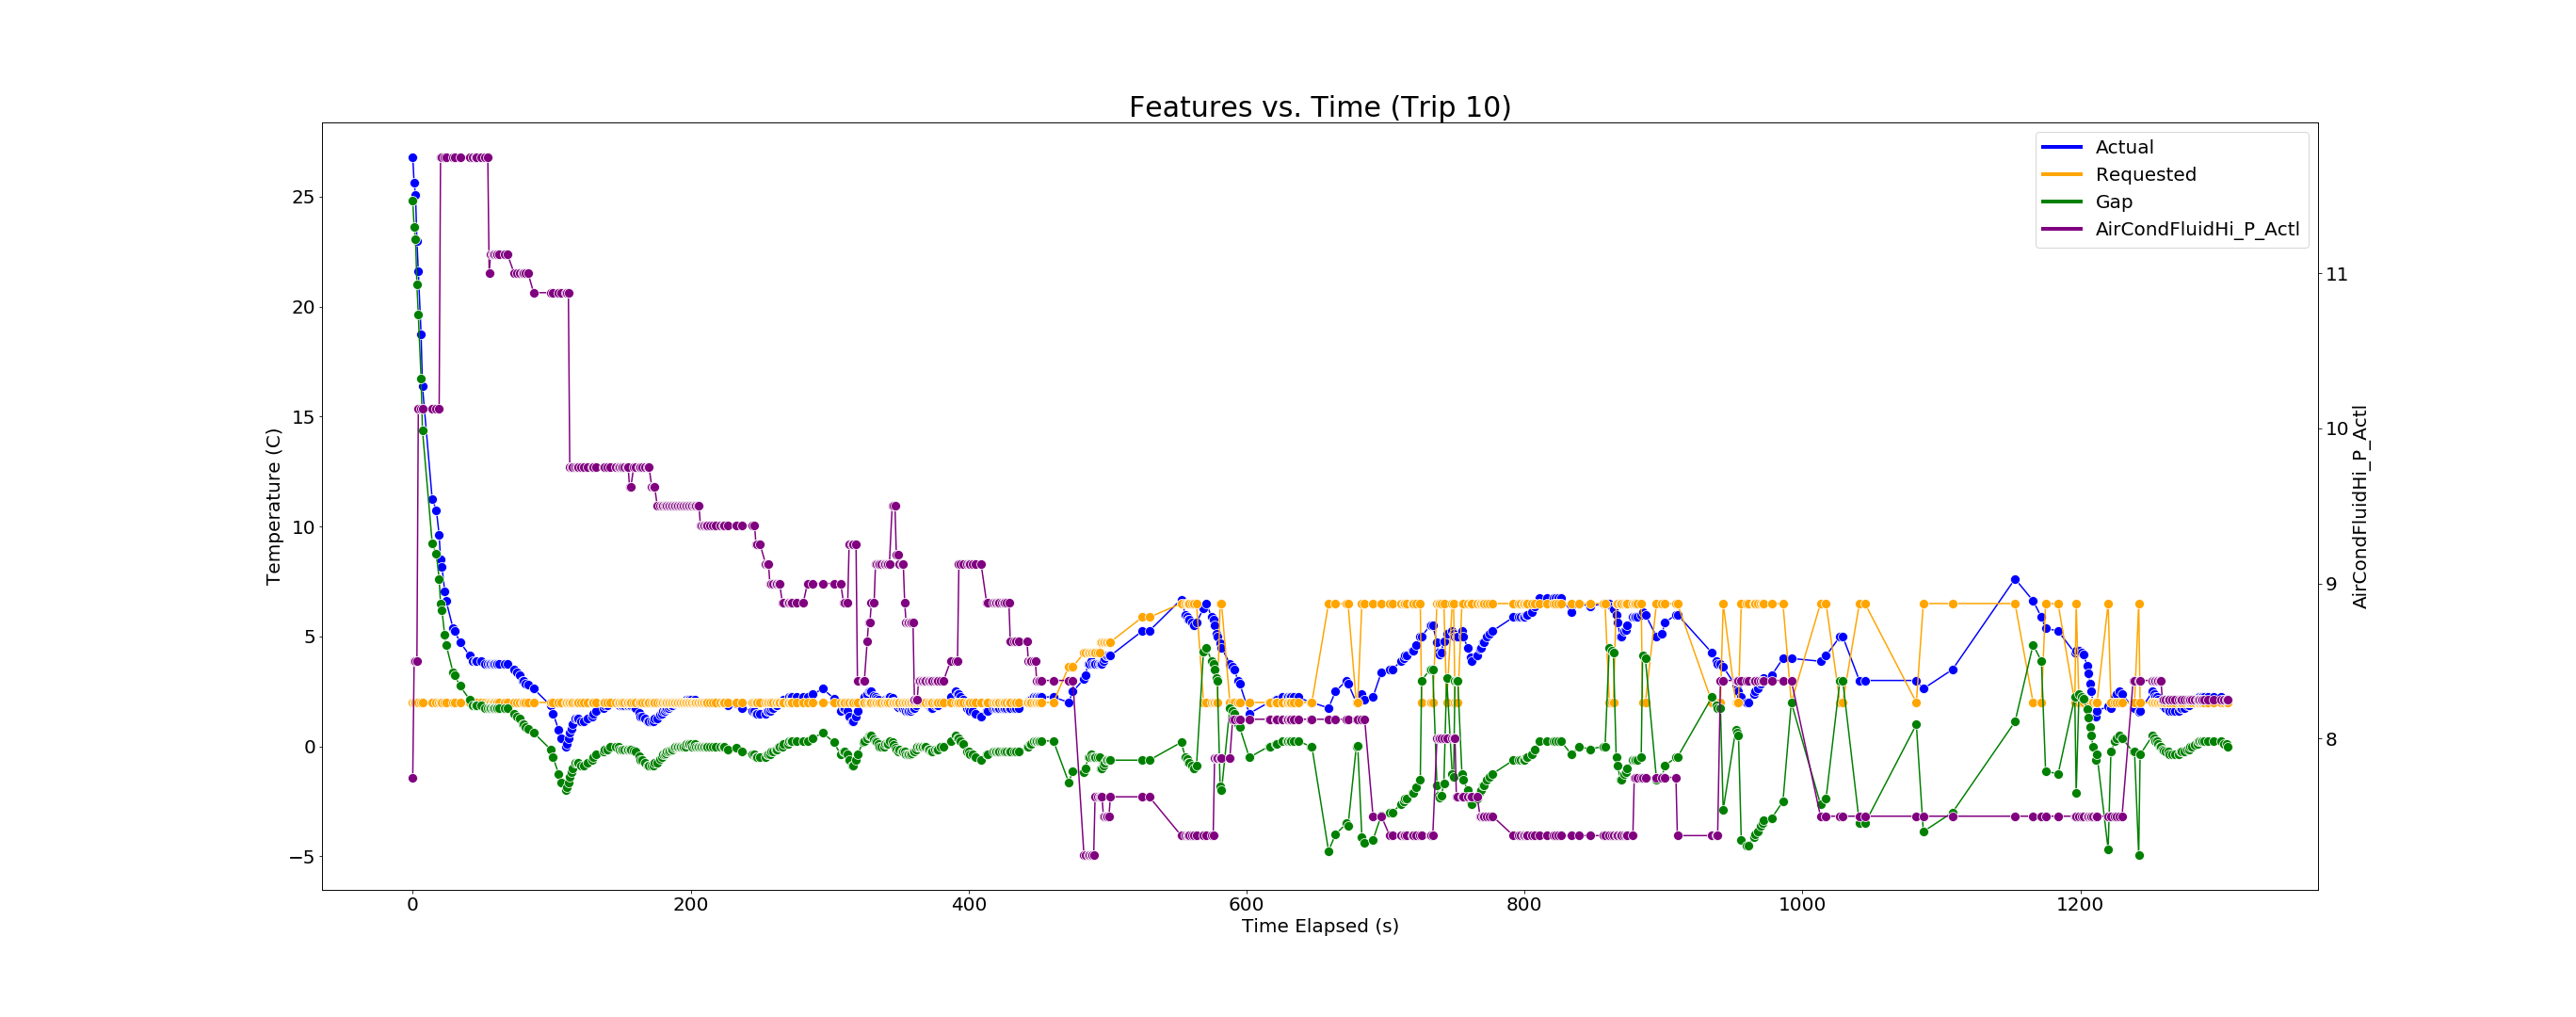 Features vs. Time (Trip 10)
Actual
Requested
Gap
AirCondFluidHi_P_Actl
25
20
15
10
5
0
−5
Temperature (C)
11
10
9
8
AirCondFluidHi_P_Actl
0 200 400 600 800 1000 1200
Time Elapsed (s)